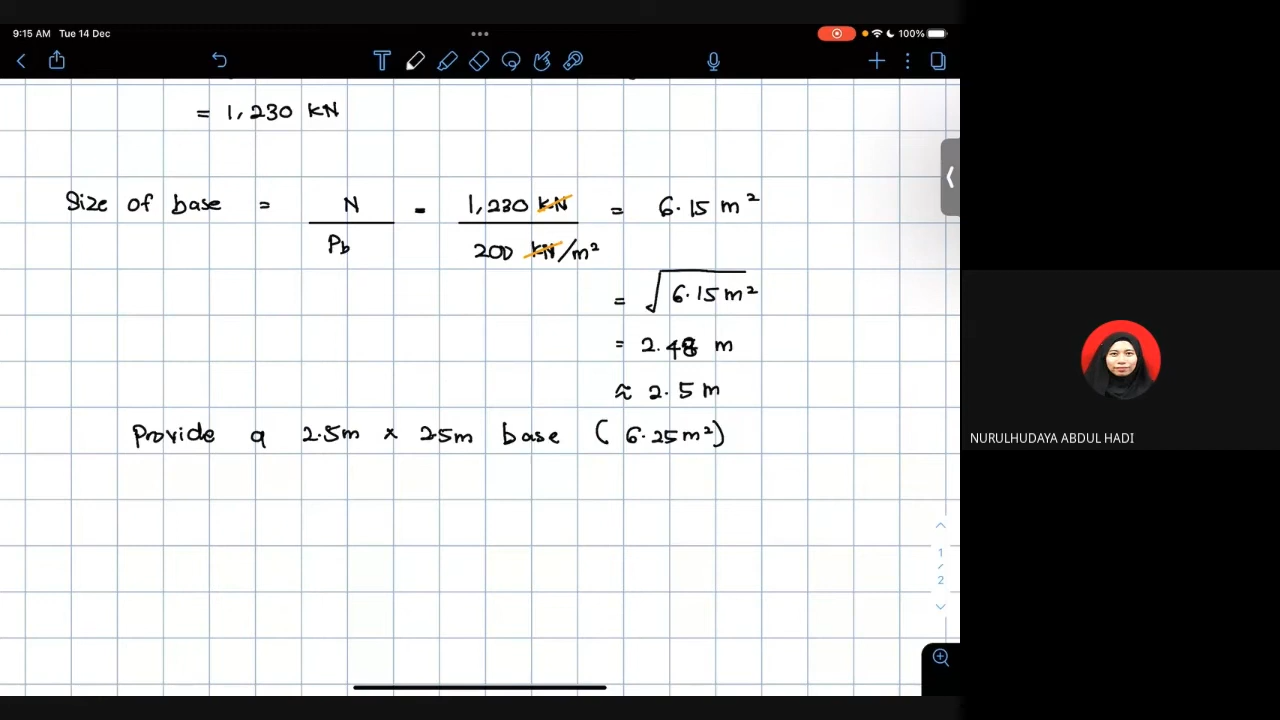 9:15 AM Tue 14 Dec
100%
= 1,230 KN
Size of base = N / Pb = 1,230 KN / 200 KN/m² = 6.15 m²
= √6.15 m²
= 2.48 m
≈ 2.5 m
Provide a 2.5m × 2.5m base (6.25m²)
NURULHUDAYA ABDUL HADI
1
/
2